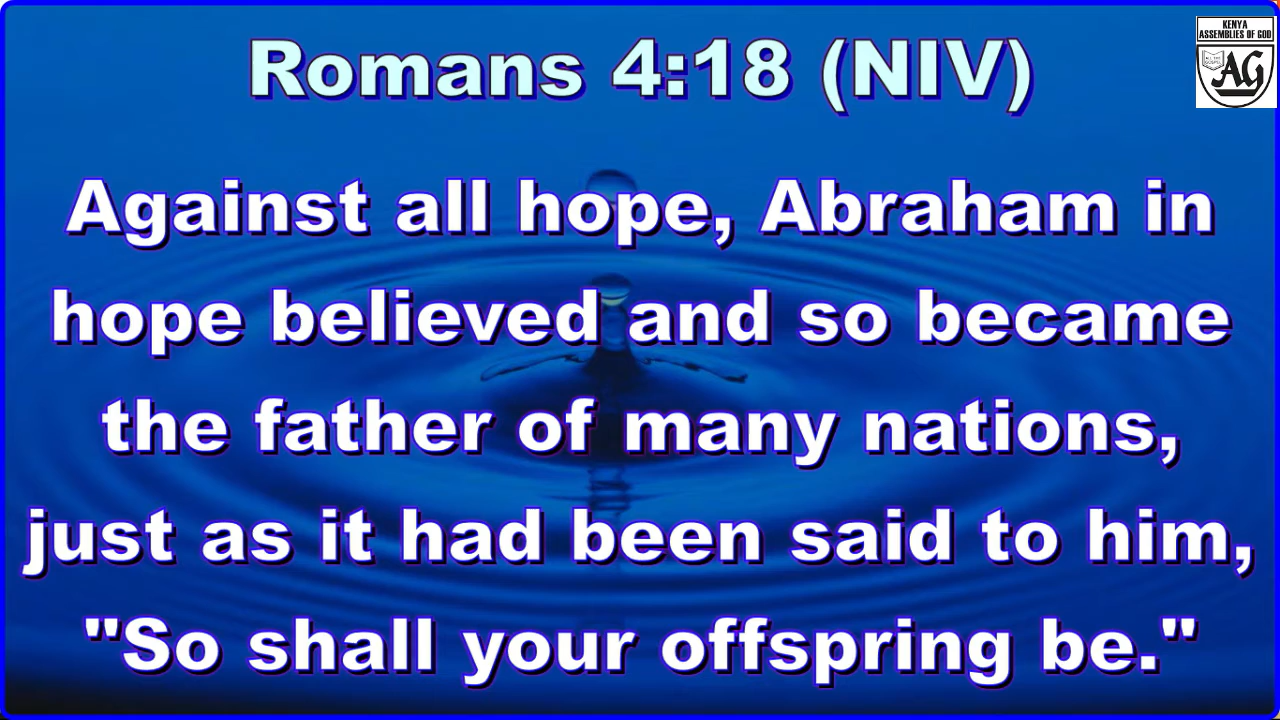 Romans 4:18 (NIV)
KENYA
ASSEMBLIES OF GOD
AG
Against all hope, Abraham in
hope believed and so became
the father of many nations,
just as it had been said to him,
"So shall your offspring be."